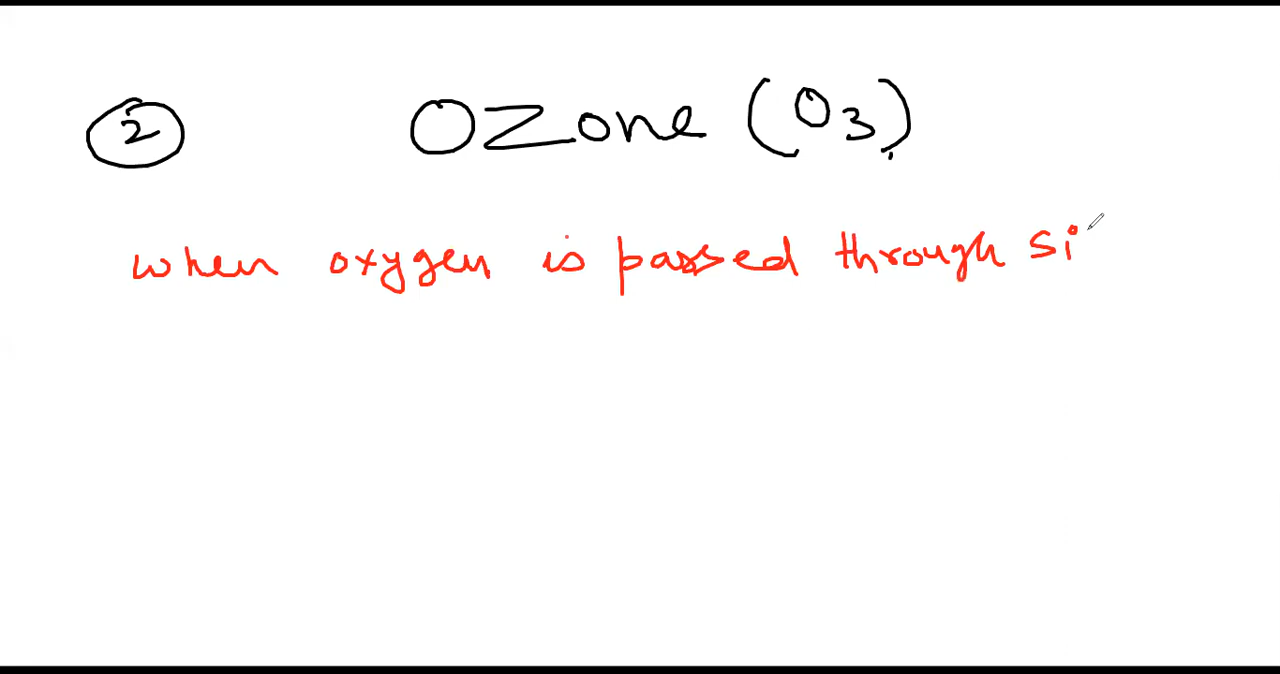 2 Ozone (O3)
when oxygen is passed through si